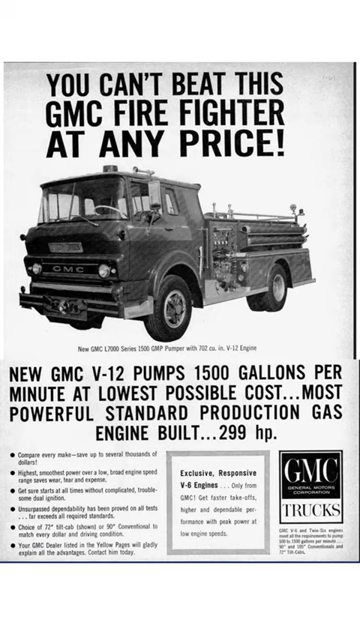 YOU CAN'T BEAT THIS
GMC FIRE FIGHTER
AT ANY PRICE!
GMC
New GMC L7000 Series 1500 GMP Pumper with 702 cu. in. V-12 Engine
NEW GMC V-12 PUMPS 1500 GALLONS PER
MINUTE AT LOWEST POSSIBLE COST...MOST
POWERFUL STANDARD PRODUCTION GAS
ENGINE BUILT...299 hp.
● Compare every make—save up to several thousands of
dollars!
● Highest, smoothest power over a low, broad engine speed
range saves wear, fear and expense.
● Get sure starts at all times without complicated, trouble-
some dual ignition.
● Unsurpassed dependability has been proved on all tests
. . . far exceeds all required standards.
● Choice of 72" tilt-cab (shown) or 90" Conventional to
match every duty and driving condition.
● Your GMC Dealer listed in the Yellow Pages will gladly
explain all the advantages. Contact him today.
Exclusive, Responsive
V-6 Engines . . . Only from
GMC! Get faster take-offs,
higher and dependable per-
formance with peak power at
low engine speeds.
GMC
GENERAL MOTORS
CORPORATION
TRUCKS
GMC V-6 and Twin-Six engines
meet all the requirements to pump
500 to 1500 gallons per minute . . .
90" and 105" Conventionals and
72" Tilt-Cabs.